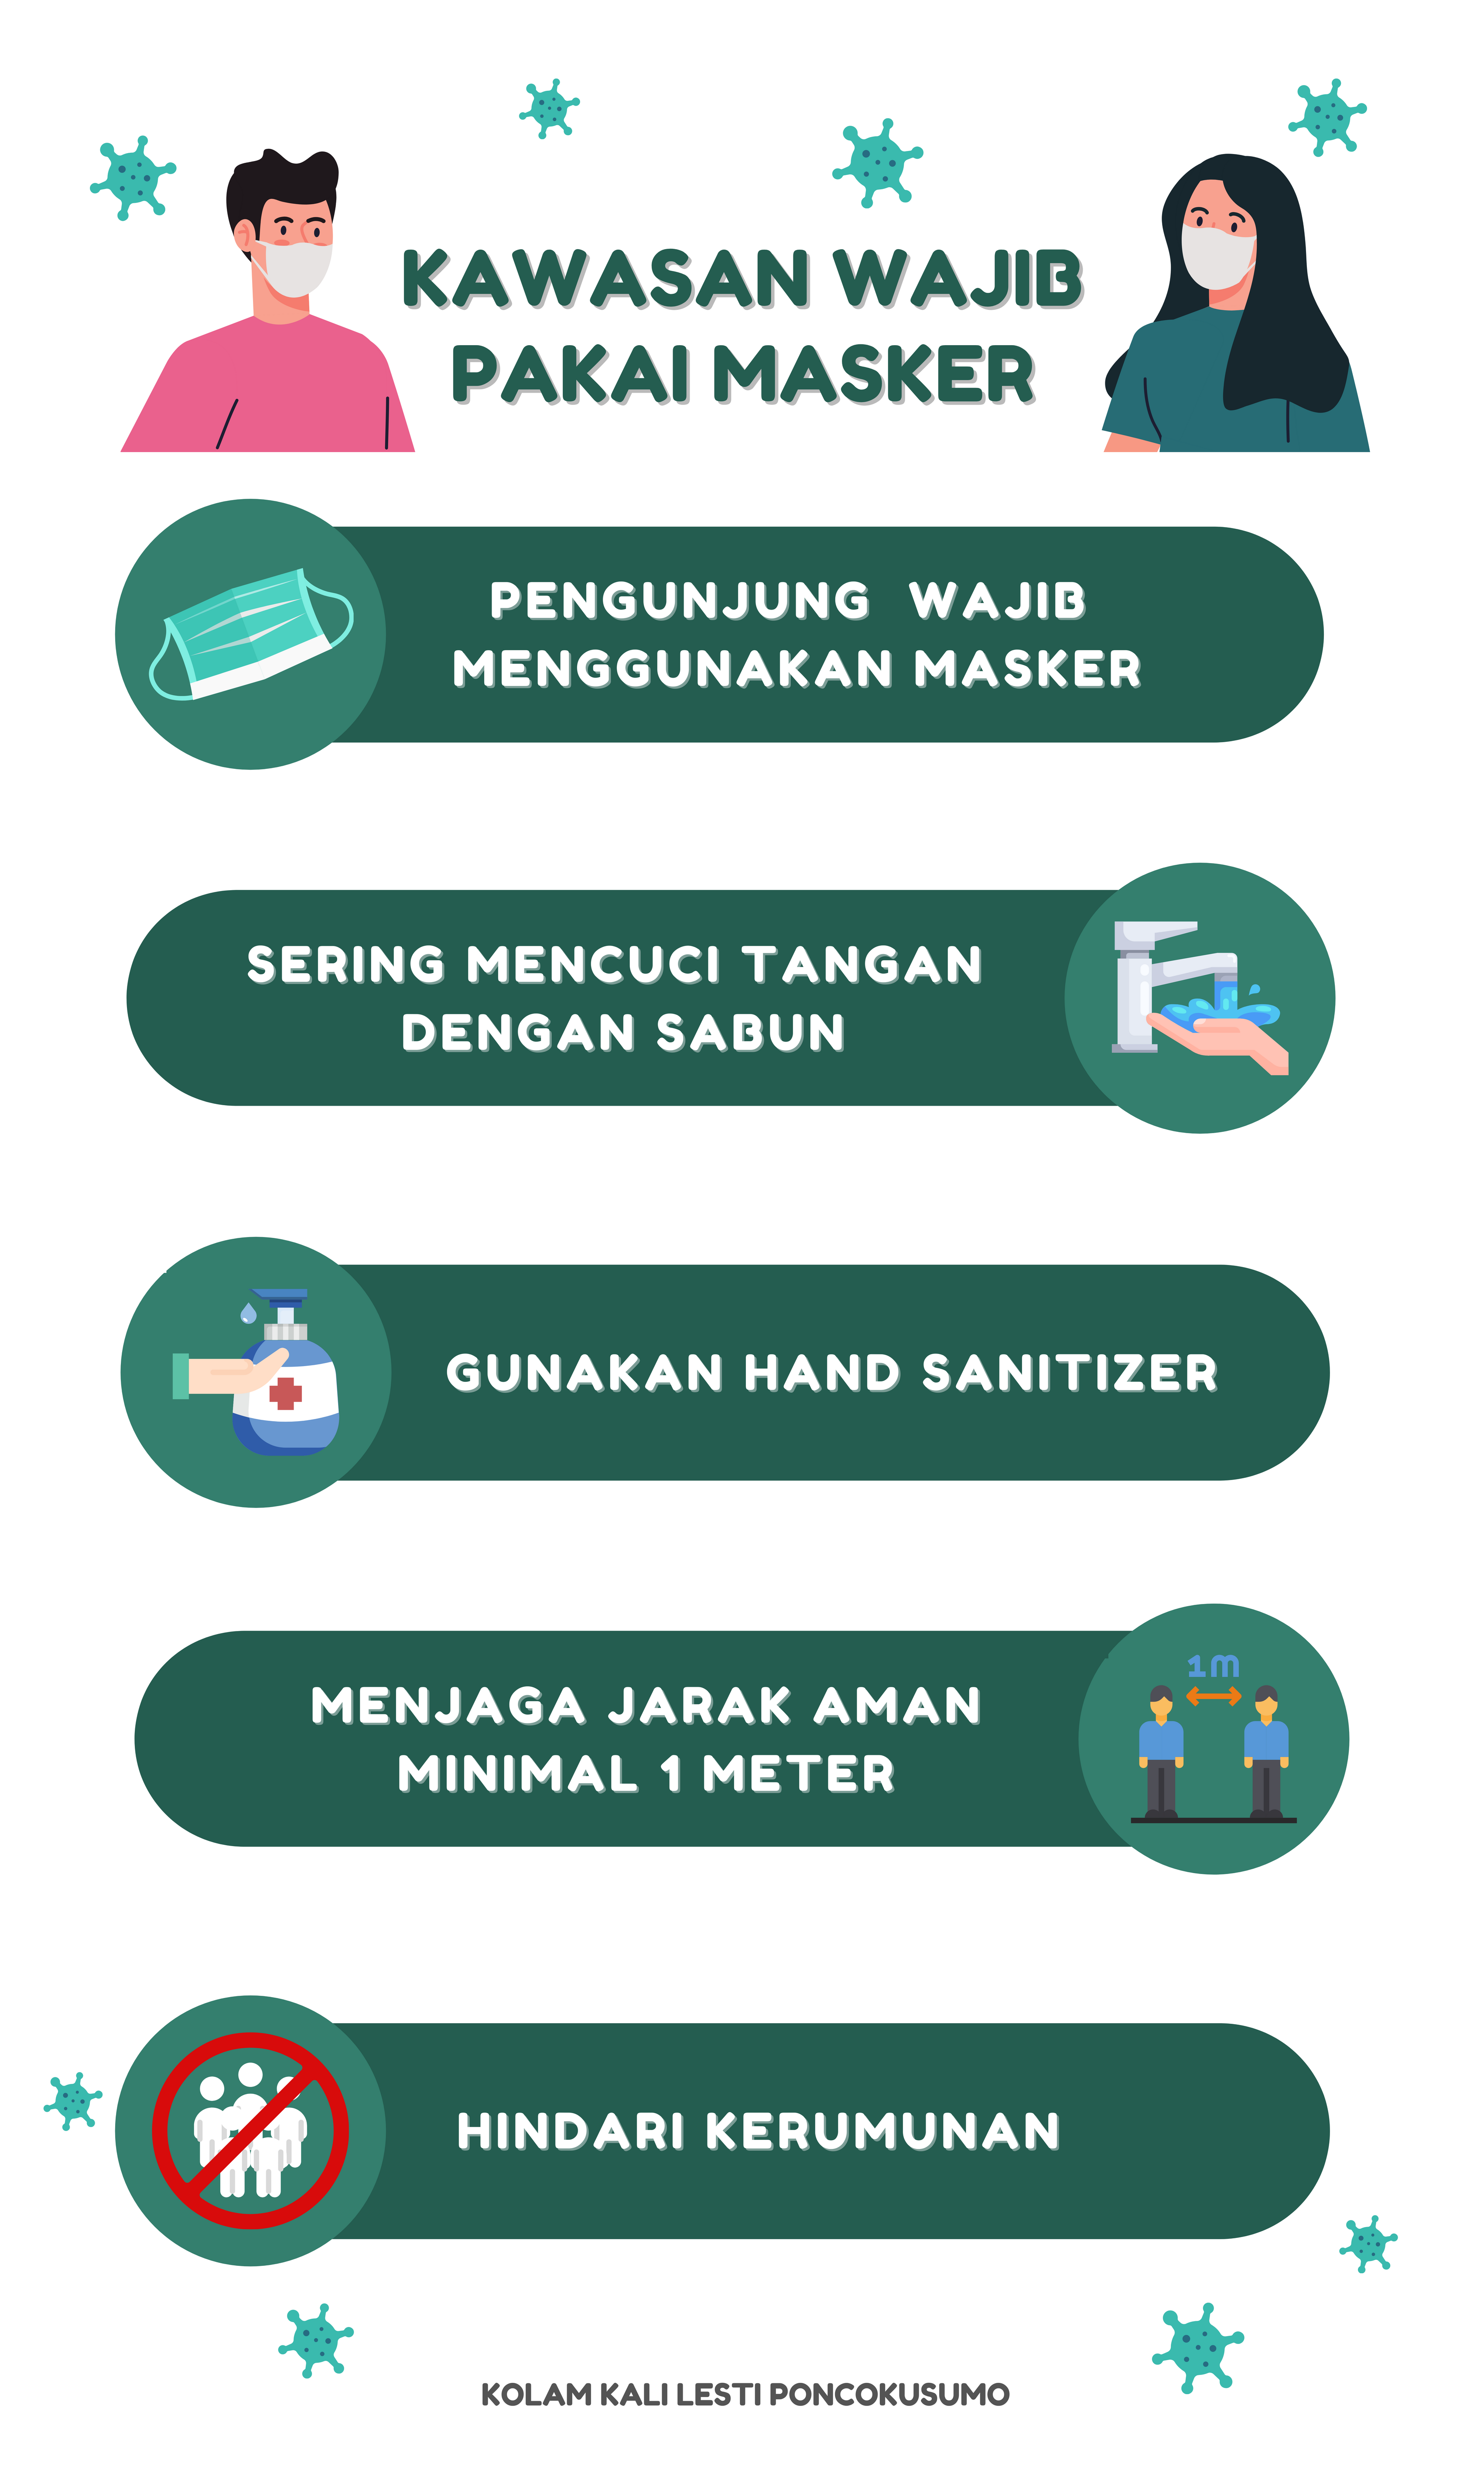 KAWASAN WAJIB
PAKAI MASKER
PENGUNJUNG WAJIB
MENGGUNAKAN MASKER
SERING MENCUCI TANGAN
DENGAN SABUN
GUNAKAN HAND SANITIZER
1m
MENJAGA JARAK AMAN
MINIMAL 1 METER
HINDARI KERUMUNAN
KOLAM KALI LESTI PONCOKUSUMO